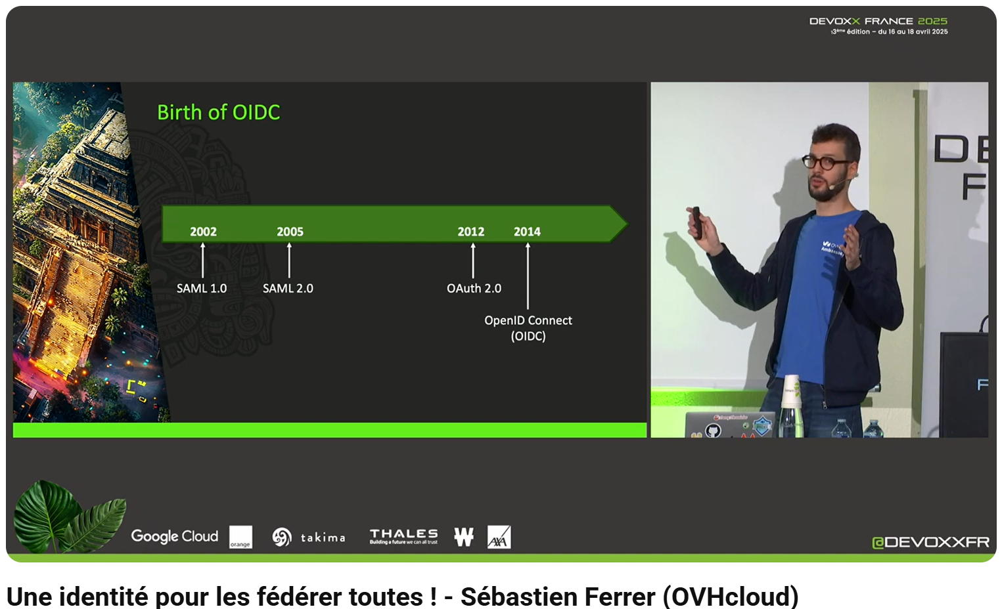 DEVOXX FRANCE 2025
13ème édition – du 16 au 18 avril 2025
Birth of OIDC
2002
2005
2012
2014
SAML 1.0
SAML 2.0
OAuth 2.0
OpenID Connect
(OIDC)
DE
F
OVH
Ambassador
F
Google Cloud
orange
takima
THALES
Building a future we can all trust
W
AXA
@DEVOXXFR
Une identité pour les fédérer toutes ! - Sébastien Ferrer (OVHcloud)